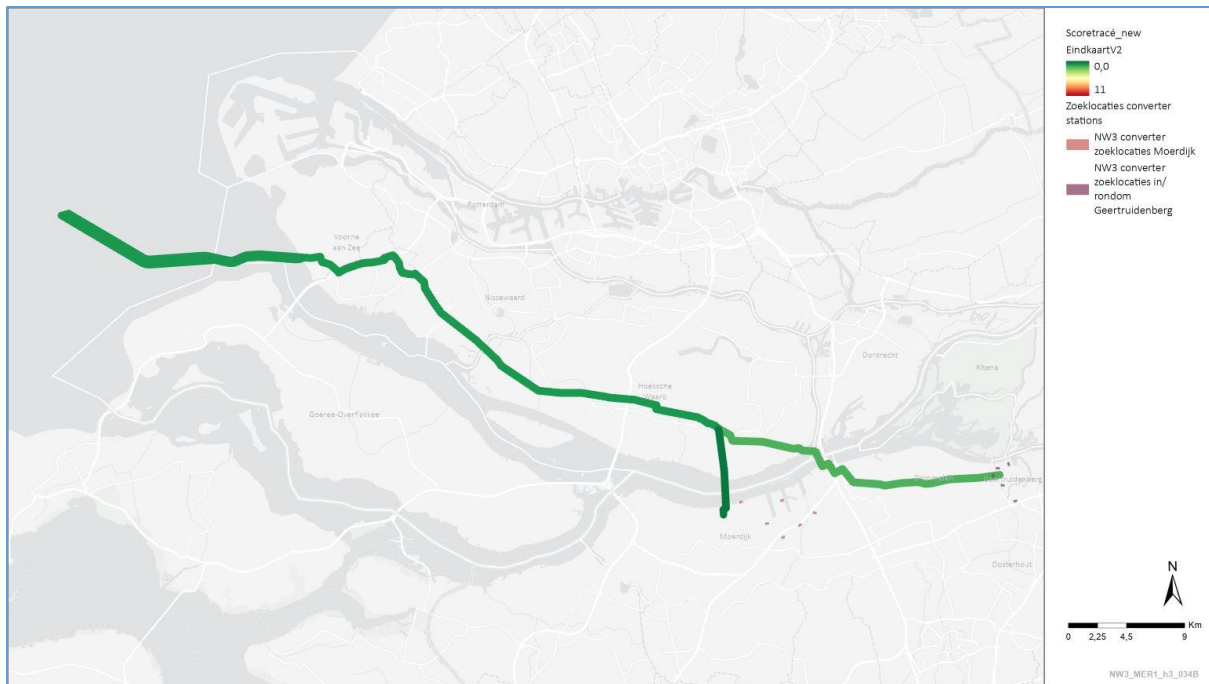 Scoretracé_new
EindkaartV2
0,0
11
Zoeklocaties converter
stations
NW3 converter
zoeklocaties Moerdijk
NW3 converter
zoeklocaties in/
rondom
Geertruidenberg
Rotterdam
Voorne
aan Zee
Nissewaard
Dordrecht
Altena
Hoeksche
Waard
Goeree-Overflakkee
Moerdijk
Oosterhout
N
Km
0 2,25 4,5 9
NW3_MER1_h3_034B